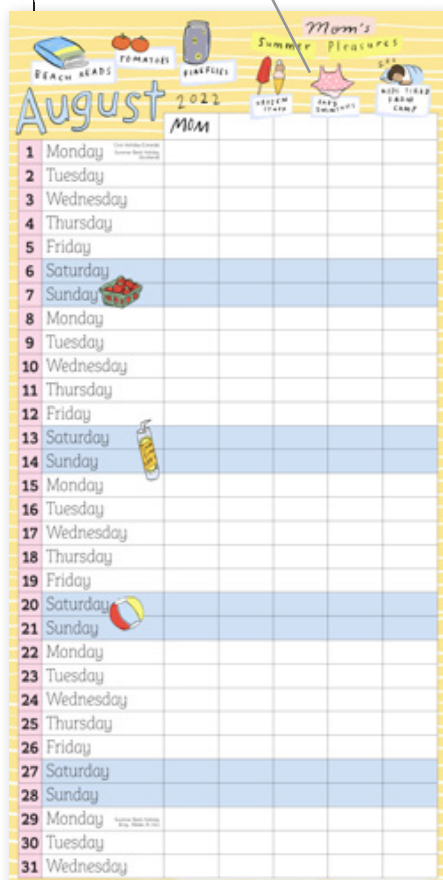 Mom's
Summer Pleasures
BEACH READS
TOMATOES
FIREFLIES
FROZEN
STUFF
KIDS TIRED
FROM
CAMP
August 2022
MOM
1 Monday
2 Tuesday
3 Wednesday
4 Thursday
5 Friday
6 Saturday
7 Sunday
8 Monday
9 Tuesday
10 Wednesday
11 Thursday
12 Friday
13 Saturday
14 Sunday
15 Monday
16 Tuesday
17 Wednesday
18 Thursday
19 Friday
20 Saturday
21 Sunday
22 Monday
23 Tuesday
24 Wednesday
25 Thursday
26 Friday
27 Saturday
28 Sunday
29 Monday
30 Tuesday
31 Wednesday